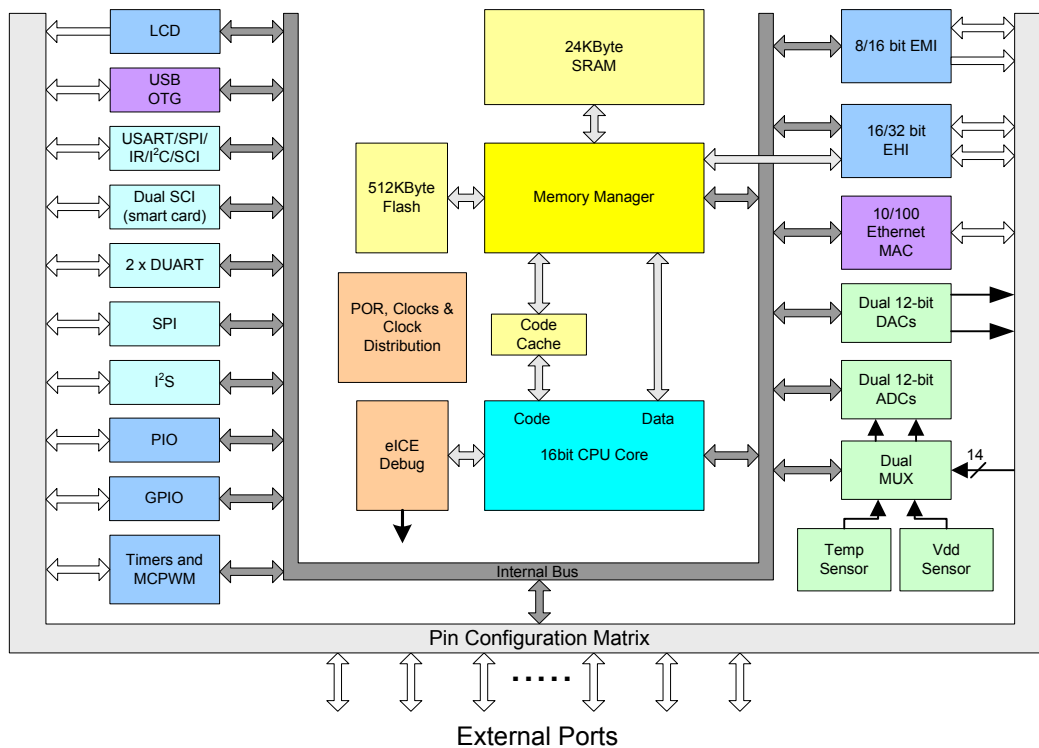 LCD
USB
OTG
USART/SPI/
IR/I²C/SCI
Dual SCI
(smart card)
2 x DUART
SPI
I²S
PIO
GPIO
Timers and
MCPWM
24KByte
SRAM
512KByte
Flash
Memory Manager
POR, Clocks &
Clock
Distribution
Code
Cache
eICE
Debug
Code
Data
16bit CPU Core
8/16 bit EMI
16/32 bit
EHI
10/100
Ethernet
MAC
Dual 12-bit
DACs
Dual 12-bit
ADCs
Dual
MUX
14
Temp
Sensor
Vdd
Sensor
Internal Bus
Pin Configuration Matrix
External Ports